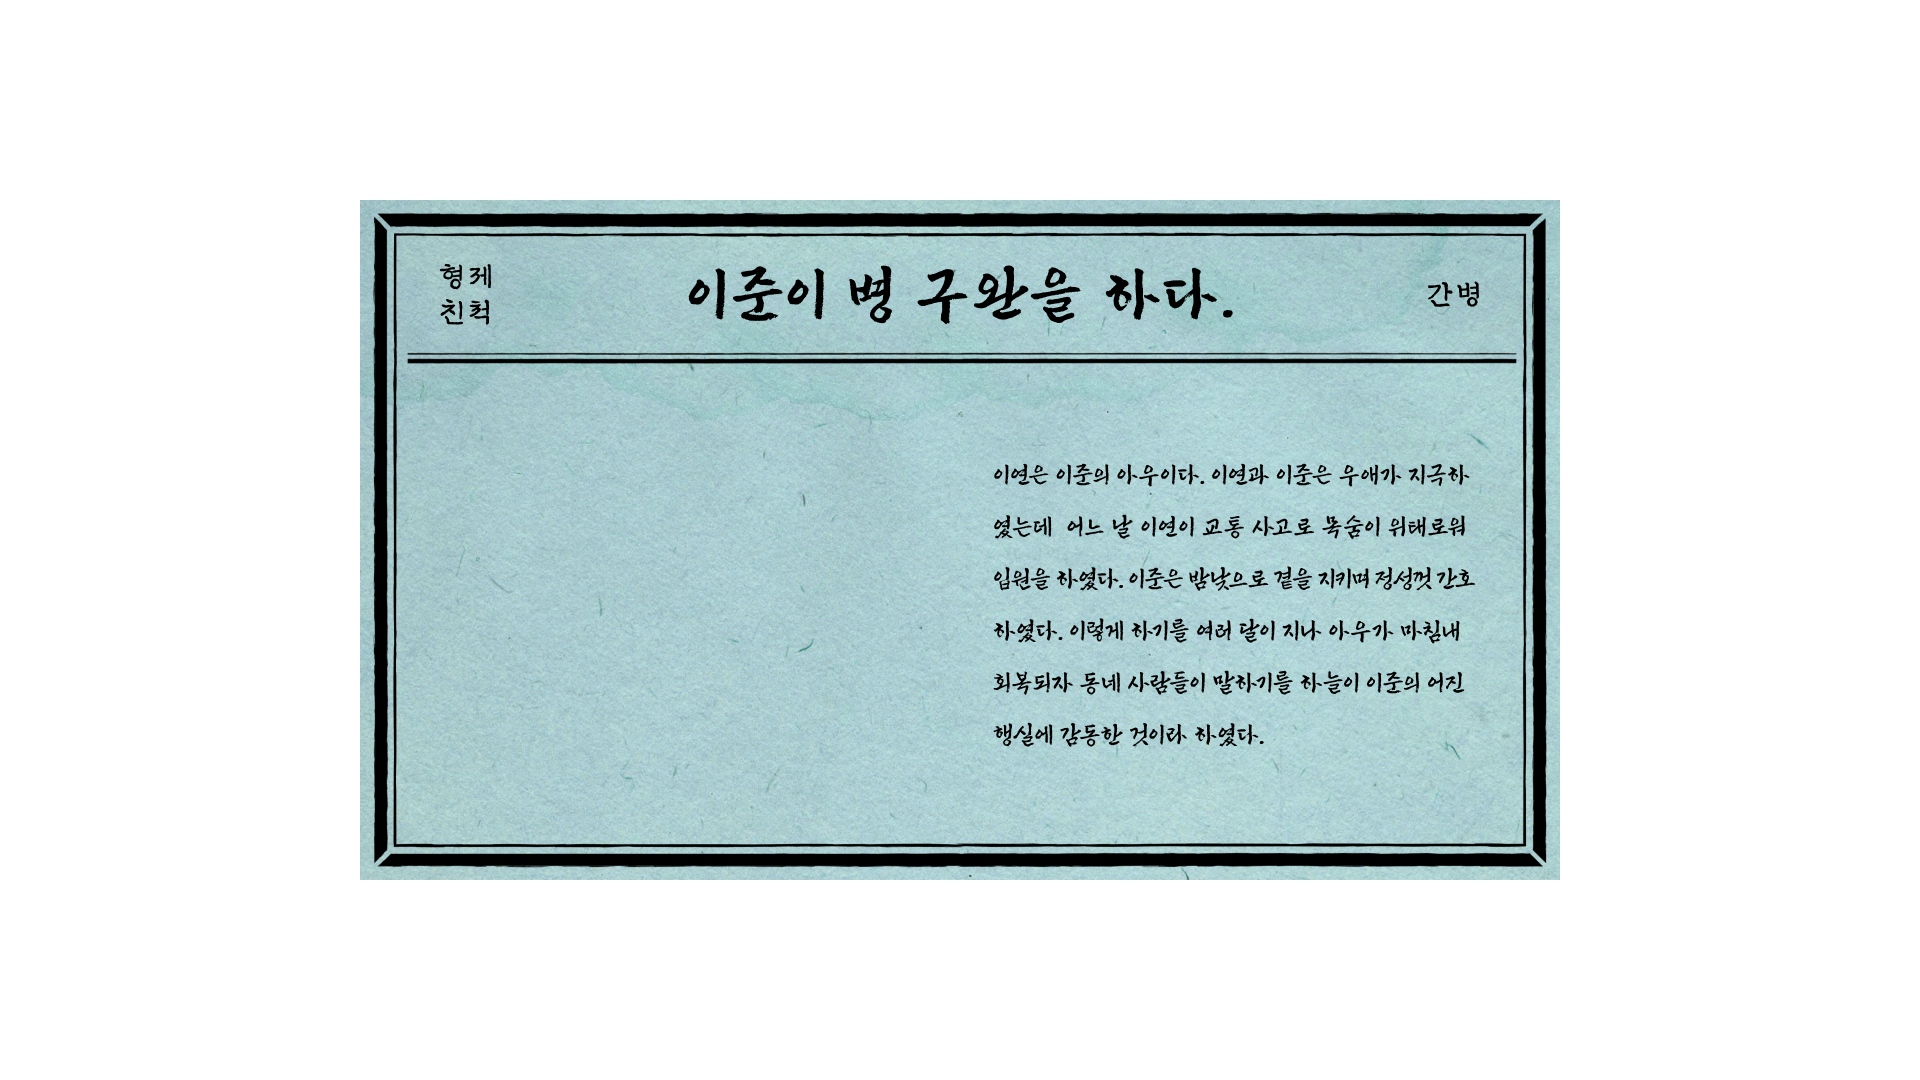 형제
친척
이준이 병 구완을 하다.
간병
이연은 이준의 아우이다. 이연과 이준은 우애가 지극하
였는데 어느 날 이연이 교통 사고로 목숨이 위태로워
입원을 하였다. 이준은 밤낮으로 곁을 지키며 정성껏 간호
하였다. 이렇게 하기를 여러 달이 지나 아우가 마침내
회복되자 동네 사람들이 말하기를 하늘이 이준의 어진
행실에 감동한 것이라 하였다.